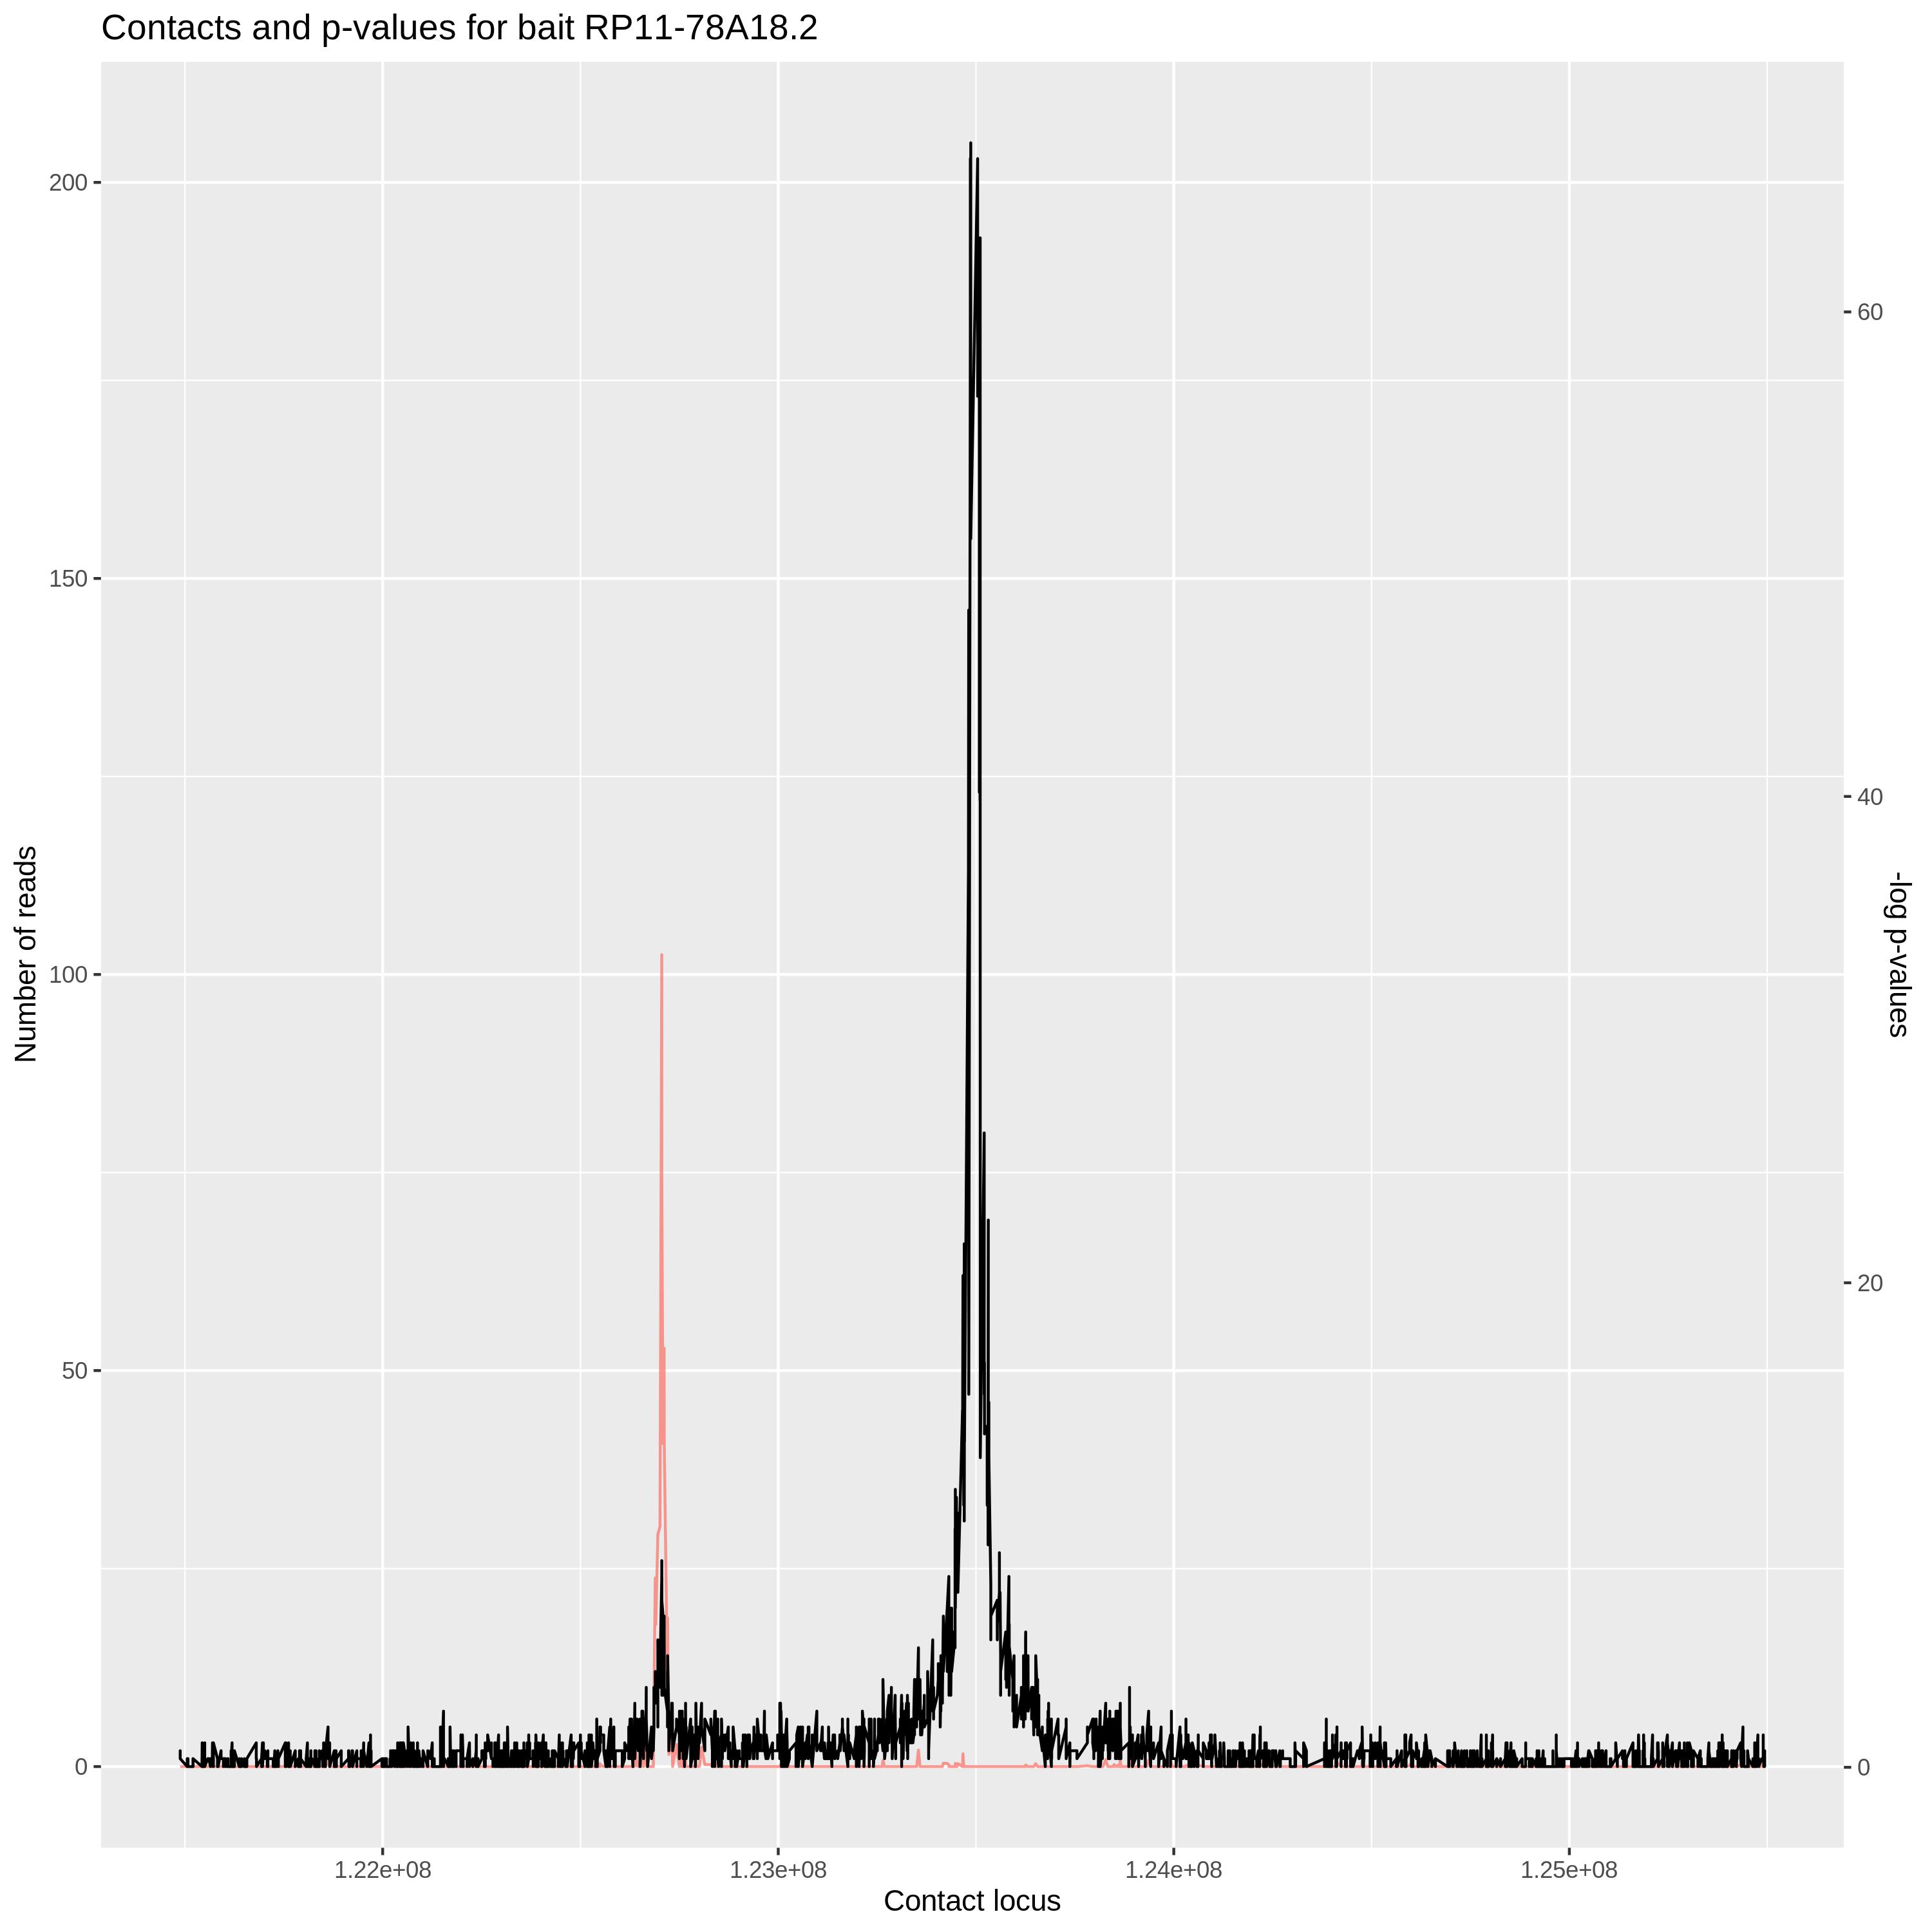 Contacts and p-values for bait RP11-78A18.2
200
150
100
50
0
Number of reads
60
40
20
0
-log p-values
1.22e+08
1.23e+08
1.24e+08
1.25e+08
Contact locus